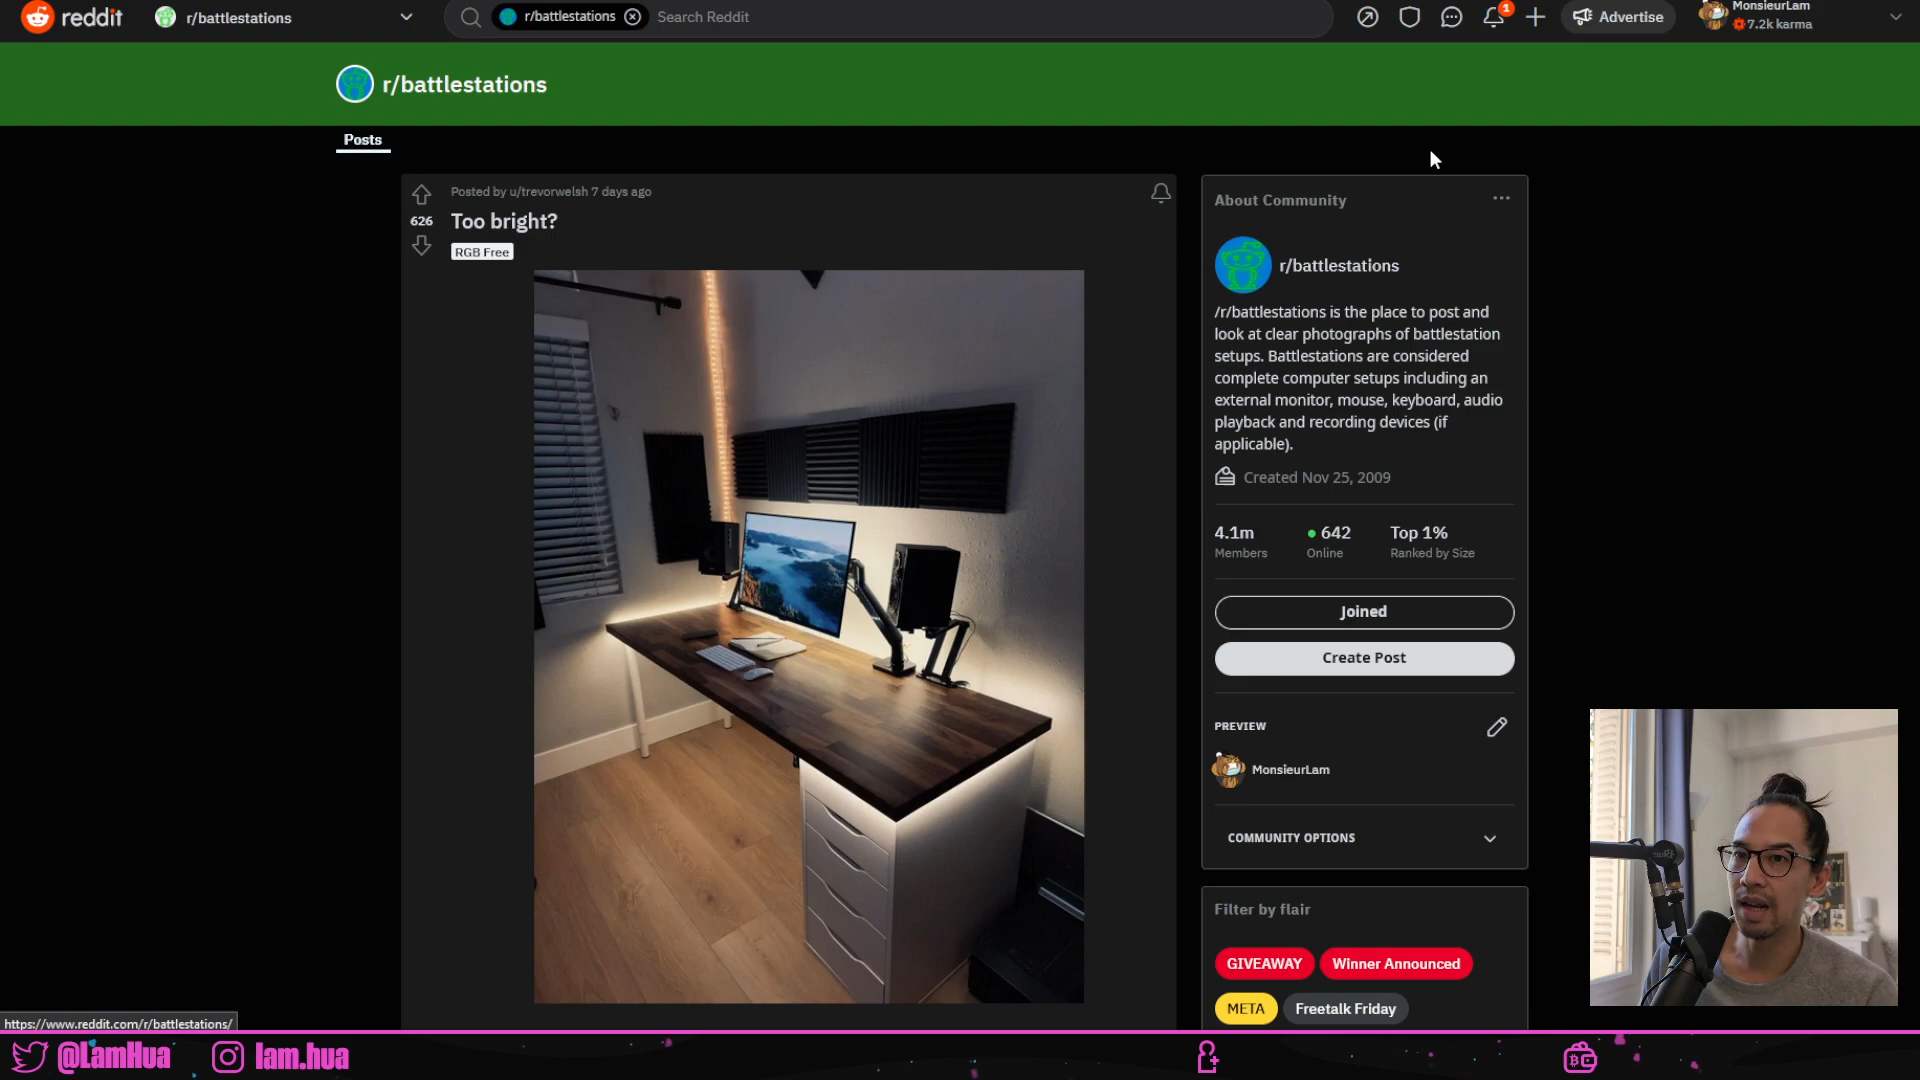 reddit
r/battlestations
r/battlestations
Search Reddit
1
Advertise
MonsieurLam
7.2k karma
r/battlestations
Posts
Posted by u/trevorwelsh 7 days ago
626
Too bright?
RGB Free
About Community
r/battlestations
/r/battlestations is the place to post and
look at clear photographs of battlestation
setups. Battlestations are considered
complete computer setups including an
external monitor, mouse, keyboard, audio
playback and recording devices (if
applicable).
Created Nov 25, 2009
4.1m
Members
642
Online
Top 1%
Ranked by Size
Joined
Create Post
PREVIEW
MonsieurLam
COMMUNITY OPTIONS
Filter by flair
GIVEAWAY
Winner Announced
META
Freetalk Friday
https://www.reddit.com/r/battlestations/
@LamHua
lam.hua